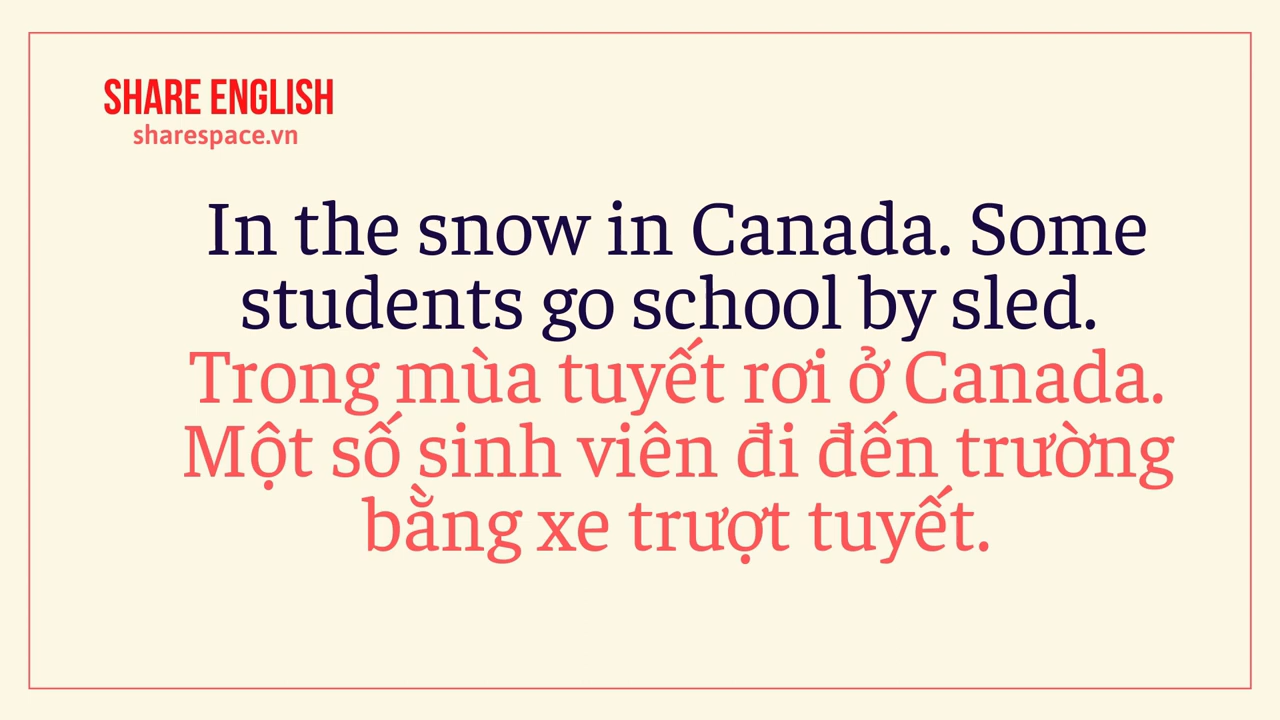 SHARE ENGLISH
sharespace.vn
In the snow in Canada. Some
students go school by sled.
Trong mùa tuyết rơi ở Canada.
Một số sinh viên đi đến trường
bằng xe trượt tuyết.